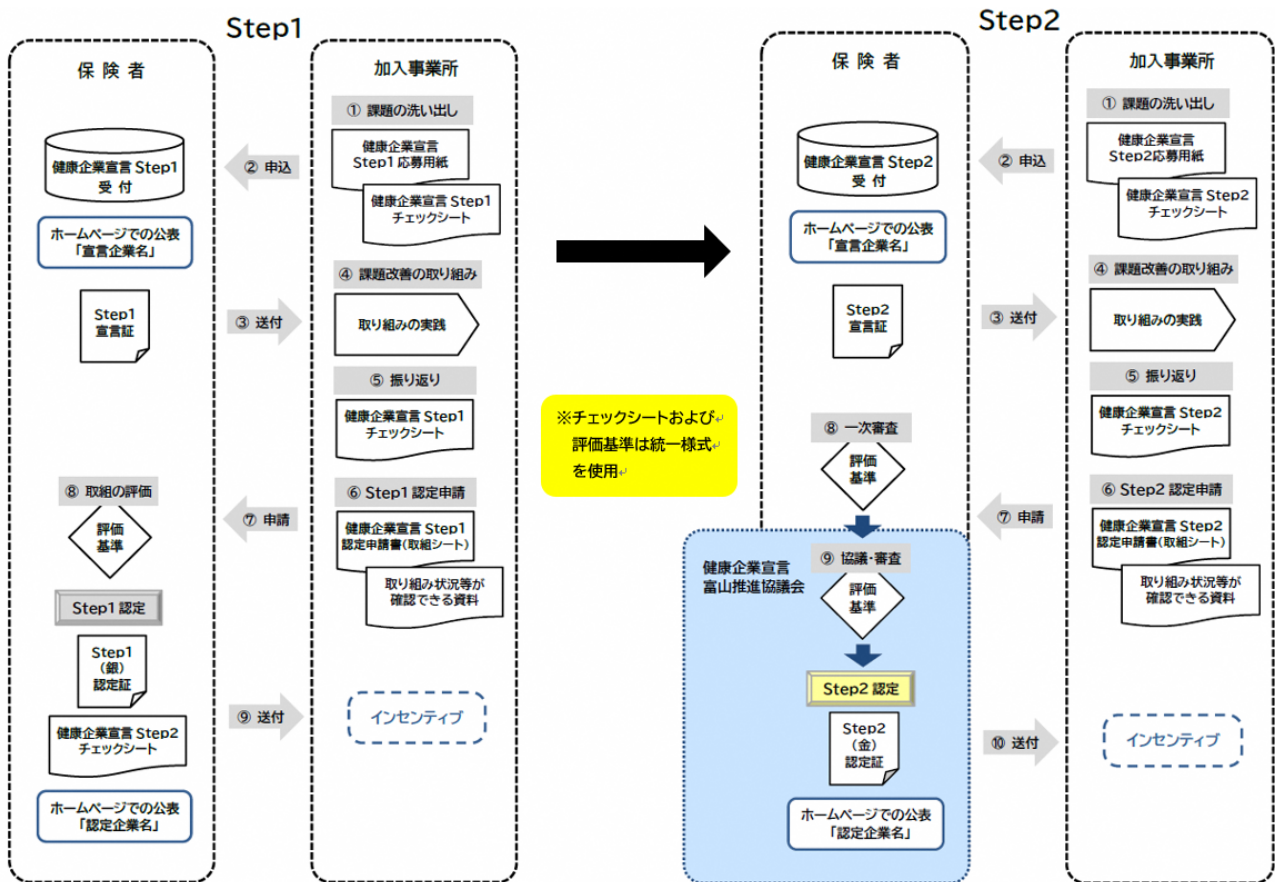 Step1
保険者
加入事業所
① 課題の洗い出し
健康企業宣言
Step1 応募用紙
健康企業宣言 Step1
チェックシート
② 申込
健康企業宣言 Step1
受 付
ホームページでの公表
「宣言企業名」
Step1
宣言証
③ 送付
④ 課題改善の取り組み
取り組みの実践
⑤ 振り返り
健康企業宣言 Step1
チェックシート
⑥ Step1 認定申請
健康企業宣言 Step1
認定申請書(取組シート)
取り組み状況等が
確認できる資料
⑦ 申請
⑧ 取組の評価
評価
基準
Step1 認定
Step1
(銀)
認定証
健康企業宣言 Step2
チェックシート
⑨ 送付
インセンティブ
ホームページでの公表
「認定企業名」
※チェックシートおよび
評価基準は統一様式
を使用
Step2
保険者
加入事業所
① 課題の洗い出し
健康企業宣言
Step2応募用紙
健康企業宣言 Step2
チェックシート
② 申込
健康企業宣言 Step2
受 付
ホームページでの公表
「宣言企業名」
Step2
宣言証
③ 送付
④ 課題改善の取り組み
取り組みの実践
⑤ 振り返り
健康企業宣言 Step2
チェックシート
⑥ Step2 認定申請
健康企業宣言 Step2
認定申請書(取組シート)
取り組み状況等が
確認できる資料
⑦ 申請
⑧ 一次審査
評価
基準
健康企業宣言
富山推進協議会
⑨ 協議・審査
評価
基準
Step2 認定
Step2
(金)
認定証
⑩ 送付
インセンティブ
ホームページでの公表
「認定企業名」